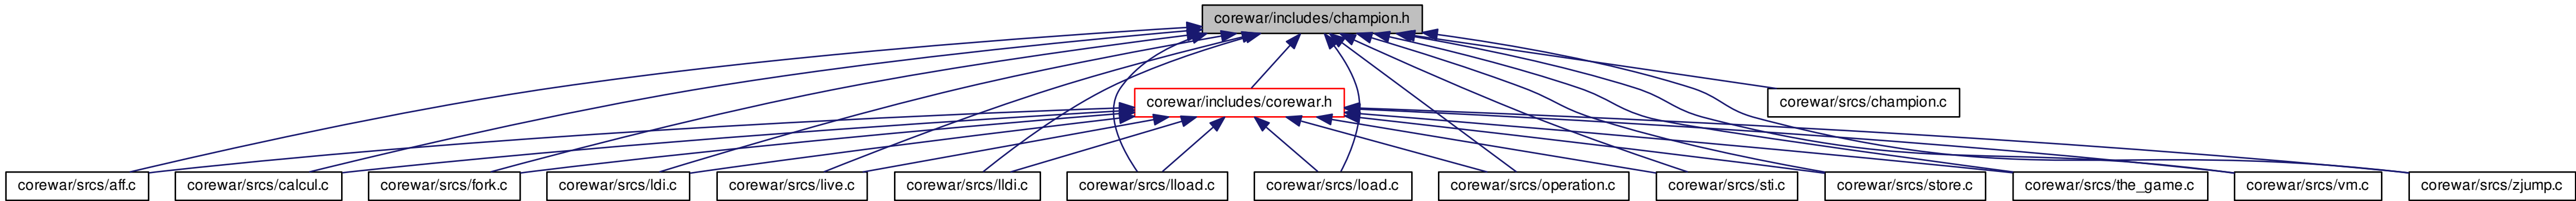 corewar/includes/champion.h
corewar/includes/corewar.h
corewar/srcs/champion.c
corewar/srcs/aff.c
corewar/srcs/calcul.c
corewar/srcs/fork.c
corewar/srcs/ldi.c
corewar/srcs/live.c
corewar/srcs/lldi.c
corewar/srcs/lload.c
corewar/srcs/load.c
corewar/srcs/operation.c
corewar/srcs/sti.c
corewar/srcs/store.c
corewar/srcs/the_game.c
corewar/srcs/vm.c
corewar/srcs/zjump.c